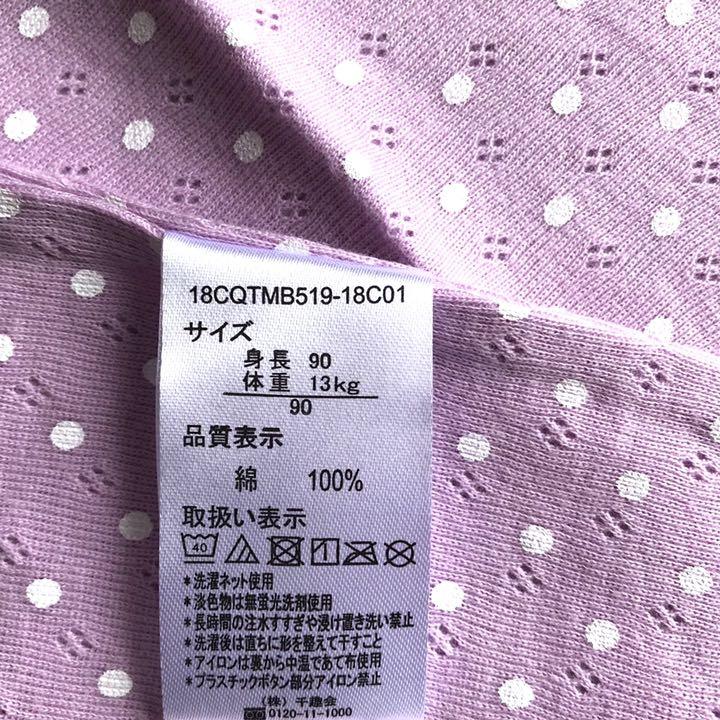 18CQTMB519-18C01
サイズ
身長 90
体重 13kg
90
品質表示
綿 100%
取扱い表示
40
*洗濯ネット使用
*淡色物は無蛍光洗剤使用
*長時間の注水すすぎや浸け置き洗い禁止
*洗濯後は直ちに形を整えて干すこと
*アイロンは裏から中温であて布使用
*プラスチックボタン部分アイロン禁止
(株) 千趣会
0120-11-1000